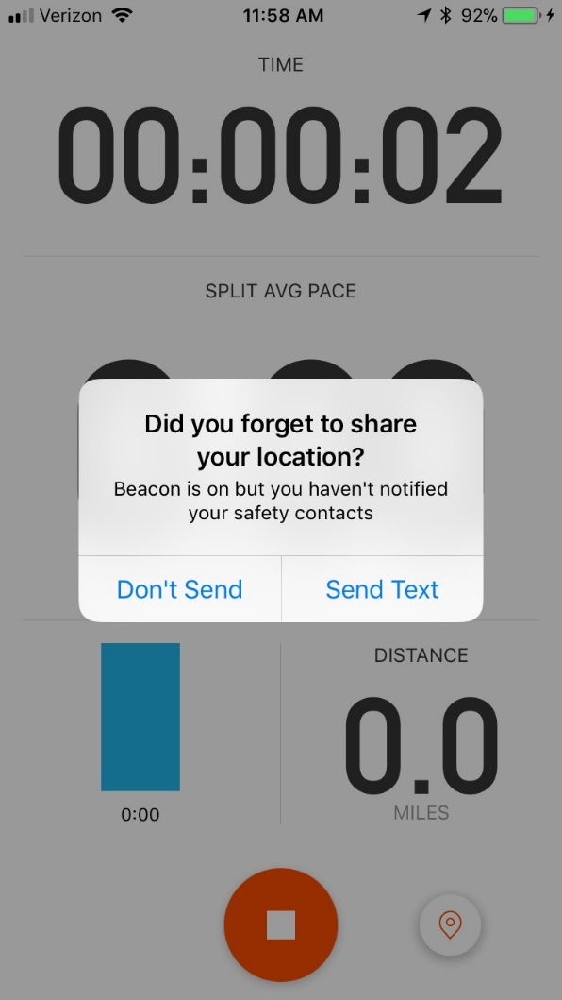 Verizon 11:58 AM 92%
TIME
00:00:02
SPLIT AVG PACE
Did you forget to share
your location?
Beacon is on but you haven't notified
your safety contacts
Don't Send Send Text
DISTANCE
0.0
0:00 MILES